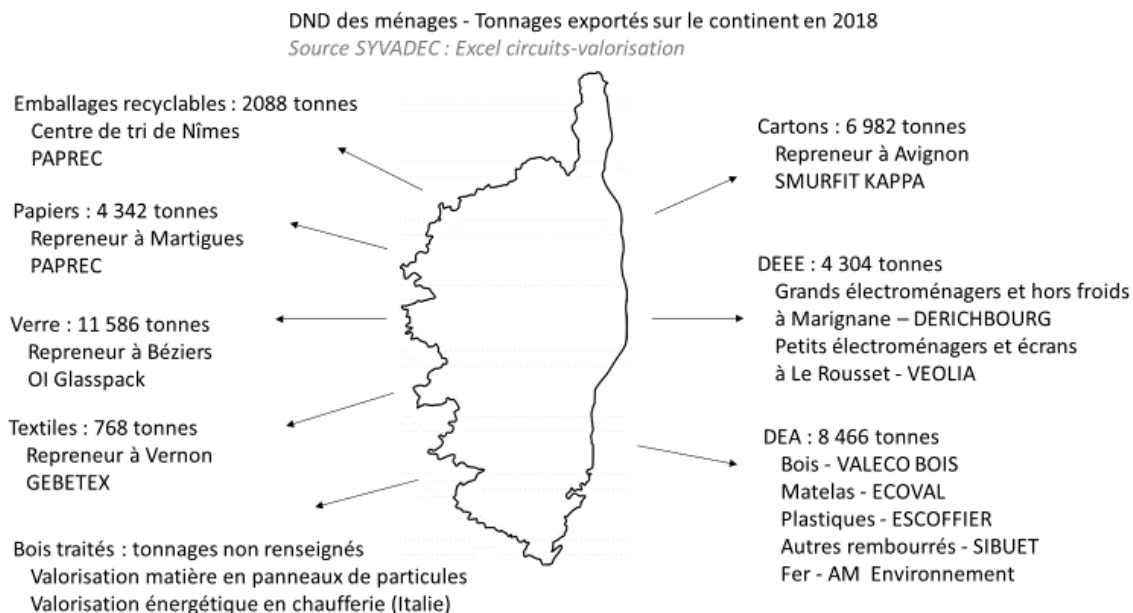 DND des ménages - Tonnages exportés sur le continent en 2018
Source SYVADEC : Excel circuits-valorisation
Emballages recyclables : 2088 tonnes
Centre de tri de Nîmes
PAPREC
Papiers : 4 342 tonnes
Repreneur à Martigues
PAPREC
Verre : 11 586 tonnes
Repreneur à Béziers
OI Glasspack
Textiles : 768 tonnes
Repreneur à Vernon
GEBETEX
Bois traités : tonnages non renseignés
Valorisation matière en panneaux de particules
Valorisation énergétique en chaufferie (Italie)
Cartons : 6 982 tonnes
Repreneur à Avignon
SMURFIT KAPPA
DEEE : 4 304 tonnes
Grands électroménagers et hors froids
à Marignane – DERICHBOURG
Petits électroménagers et écrans
à Le Rousset - VEOLIA
DEA : 8 466 tonnes
Bois - VALECO BOIS
Matelas - ECOVAL
Plastiques - ESCOFFIER
Autres rembourrés - SIBUET
Fer - AM Environnement